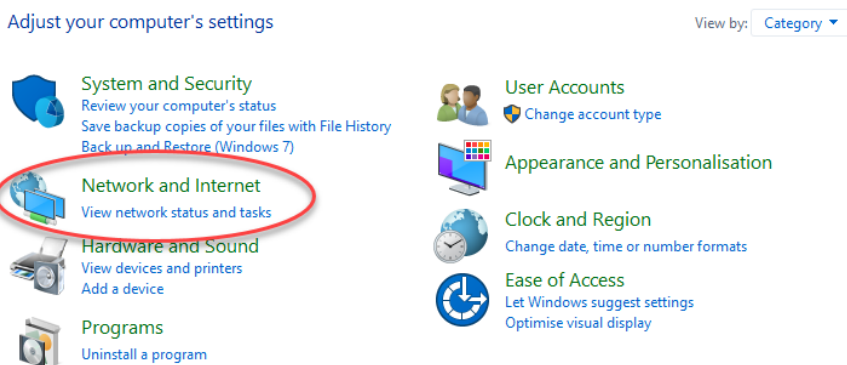 Adjust your computer's settings
View by: Category
System and Security
Review your computer's status
Save backup copies of your files with File History
Back up and Restore (Windows 7)
Network and Internet
View network status and tasks
Hardware and Sound
View devices and printers
Add a device
Programs
Uninstall a program
User Accounts
Change account type
Appearance and Personalisation
Clock and Region
Change date, time or number formats
Ease of Access
Let Windows suggest settings
Optimise visual display